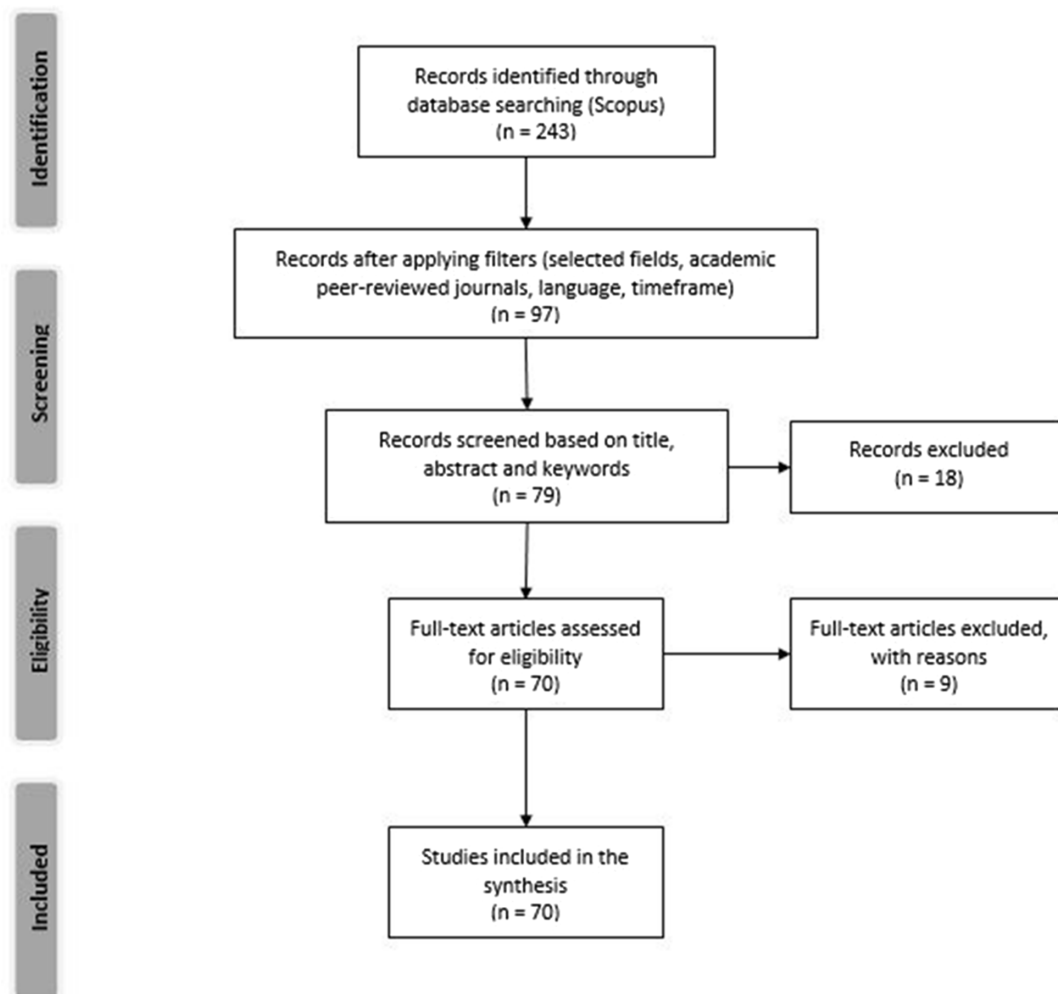 Identification
Records identified through
database searching (Scopus)
(n = 243)
Records after applying filters (selected fields, academic
peer-reviewed journals, language, timeframe)
(n = 97)
Screening
Records screened based on title,
abstract and keywords
(n = 79)
Records excluded
(n = 18)
Eligibility
Full-text articles assessed
for eligibility
(n = 70)
Full-text articles excluded,
with reasons
(n = 9)
Included
Studies included in the
synthesis
(n = 70)